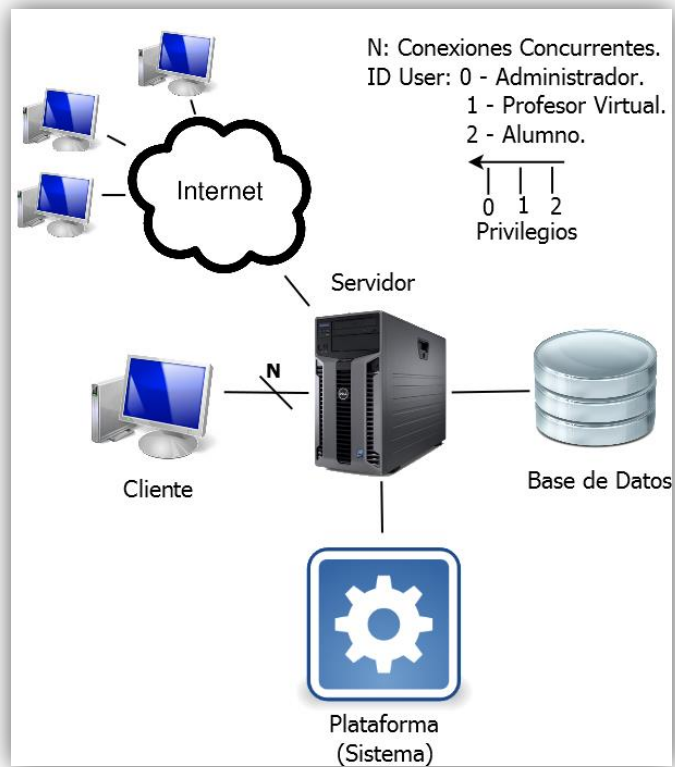 N: Conexiones Concurrentes.
ID User: 0 - Administrador.
1 - Profesor Virtual.
2 - Alumno.
0 1 2
Privilegios
Internet
Servidor
N
Cliente
Base de Datos
Plataforma
(Sistema)